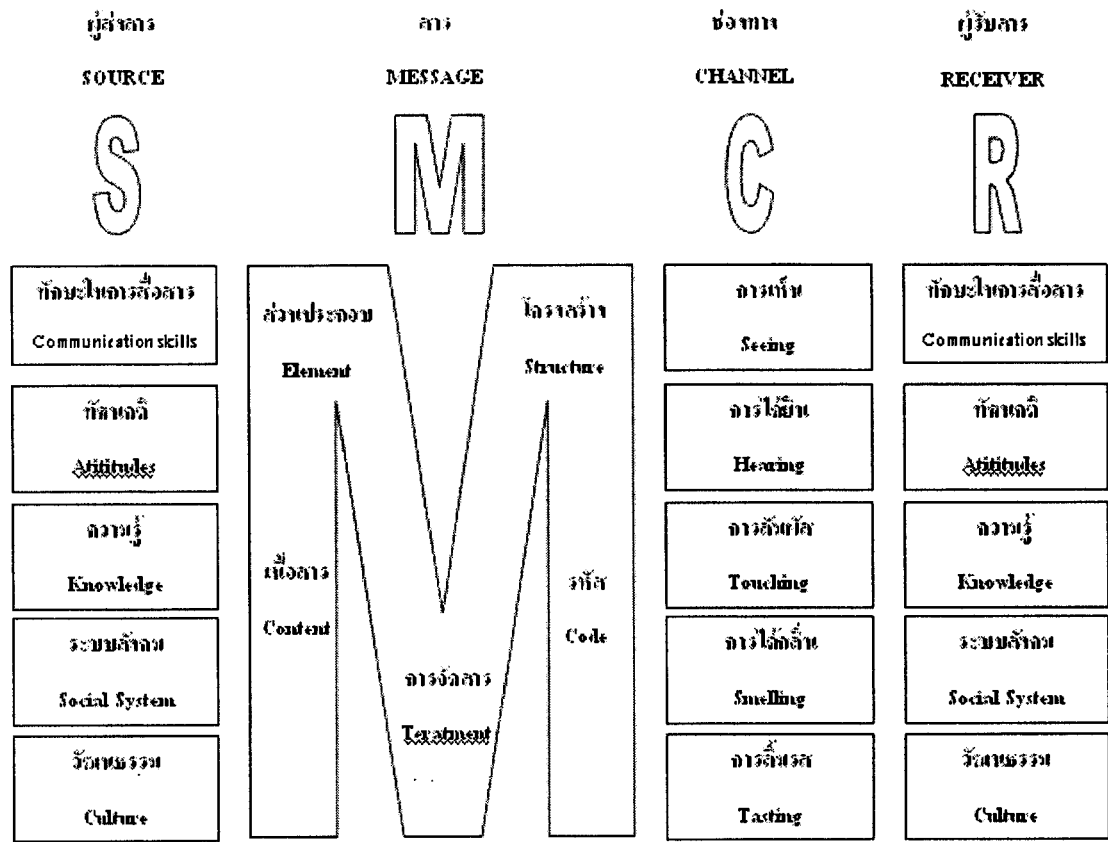 ผู้ส่งสาร
SOURCE
S
ทักษะในการสื่อสาร
Communication skills
ทัศนคติ
Atititudes
ความรู้
Knowledge
ระบบสังคม
Social System
วัฒนธรรม
Culture
สาร
MESSAGE
M
ส่วนประกอบ
Element
โครงสร้าง
Structure
เนื้อสาร
Content
รหัส
Code
การจัดสาร
Teratment
ช่องทาง
CHANNEL
C
การเห็น
Seeing
การได้ยิน
Hearing
การสัมผัส
Touching
การได้กลิ่น
Smelling
การลิ้มรส
Tasting
ผู้รับสาร
RECEIVER
R
ทักษะในการสื่อสาร
Communication skills
ทัศนคติ
Atititudes
ความรู้
Knowledge
ระบบสังคม
Social System
วัฒนธรรม
Culture